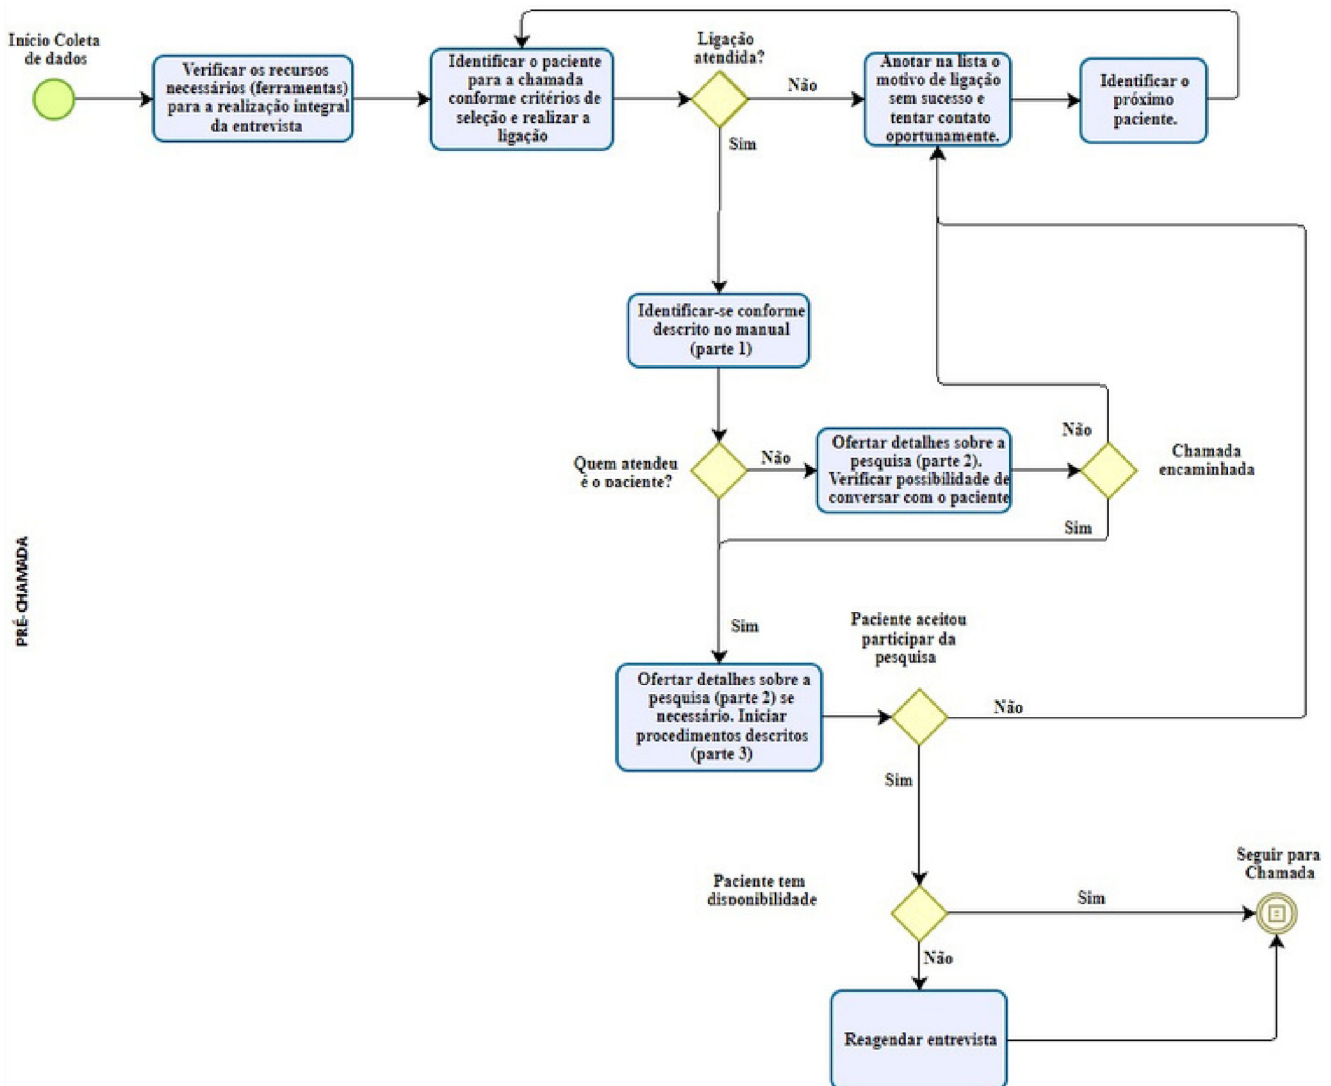 Início Coleta
de dados
Verificar os recursos
necessários (ferramentas)
para a realização integral
da entrevista
Identificar o paciente
para a chamada
conforme critérios de
seleção e realizar a
ligação
Ligação
atendida?
Não
Sim
Anotar na lista o
motivo de ligação
sem sucesso e
tentar contato
oportunamente.
Identificar o
próximo
paciente.
Identificar-se conforme
descrito no manual
(parte 1)
Quem atendeu
é o paciente?
Não
Ofertar detalhes sobre a
pesquisa (parte 2).
Verificar possibilidade de
conversar com o paciente
Não
Chamada
encaminhada
Sim
Sim
PRÉ-CHAMADA
Ofertar detalhes sobre a
pesquisa (parte 2) se
necessário. Iniciar
procedimentos descritos
(parte 3)
Paciente aceitou
participar da
pesquisa
Não
Sim
Paciente tem
disponibilidade
Sim
Seguir para
Chamada
Não
Reagendar entrevista